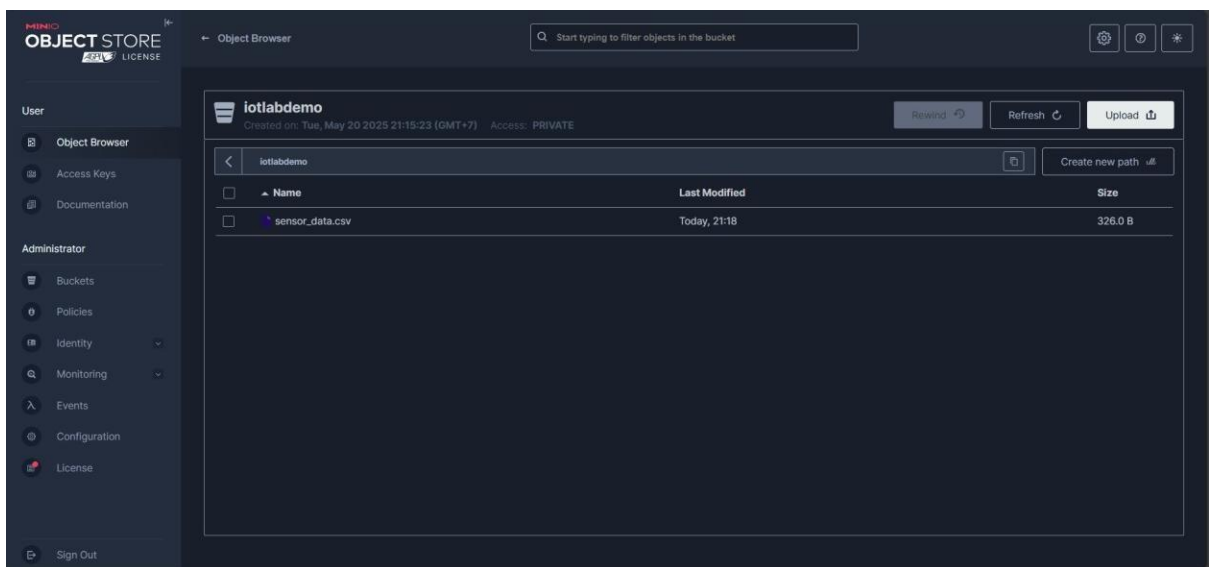 MINIO
OBJECT STORE
LICENSE
← Object Browser
Start typing to filter objects in the bucket
User
Object Browser
Access Keys
Documentation
Administrator
Buckets
Policies
Identity
Monitoring
Events
Configuration
License
Sign Out
iotlabdemo
Created on: Tue, May 20 2025 21:15:23 (GMT+7) Access: PRIVATE
Rewind
Refresh
Upload
iotlabdemo
Create new path
Name Last Modified Size
sensor_data.csv Today, 21:18 326.0 B